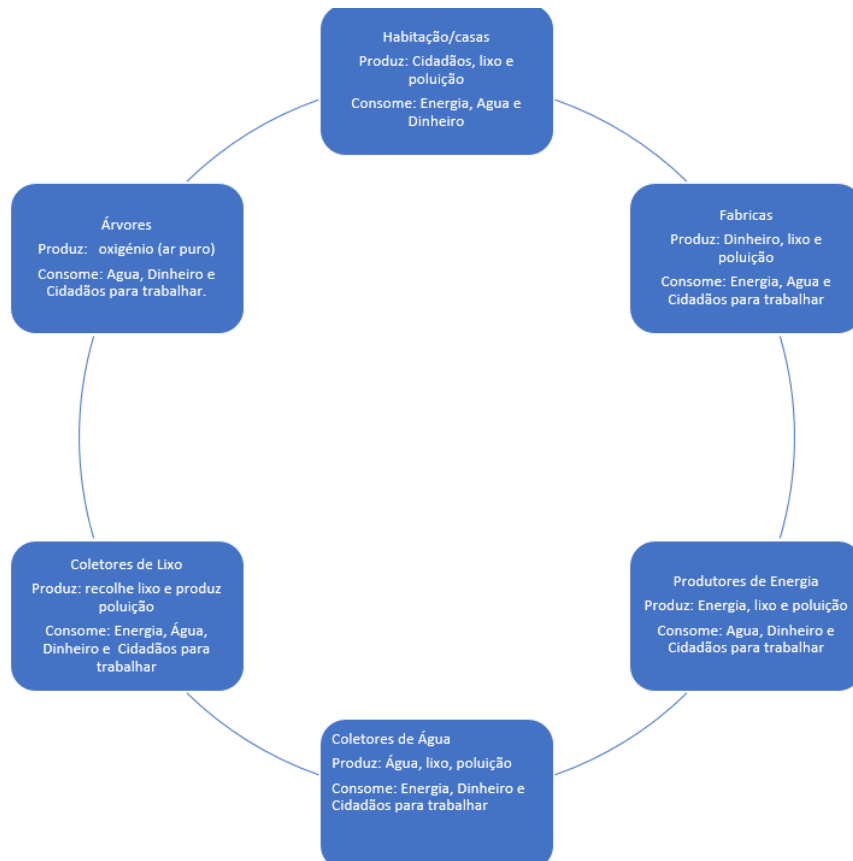 Habitação/casas
Produz: Cidadãos, lixo e
poluição
Consome: Energia, Agua e
Dinheiro
Fabricas
Produz: Dinheiro, lixo e
poluição
Consome: Energia, Agua e
Cidadãos para trabalhar
Produtores de Energia
Produz: Energia, lixo e poluição
Consome: Agua, Dinheiro e
Cidadãos para trabalhar
Coletores de Água
Produz: Água, lixo, poluição
Consome: Energia, Dinheiro e
Cidadãos para trabalhar
Coletores de Lixo
Produz: recolhe lixo e produz
poluição
Consome: Energia, Água,
Dinheiro e Cidadãos para
trabalhar
Árvores
Produz: oxigénio (ar puro)
Consome: Agua, Dinheiro e
Cidadãos para trabalhar.